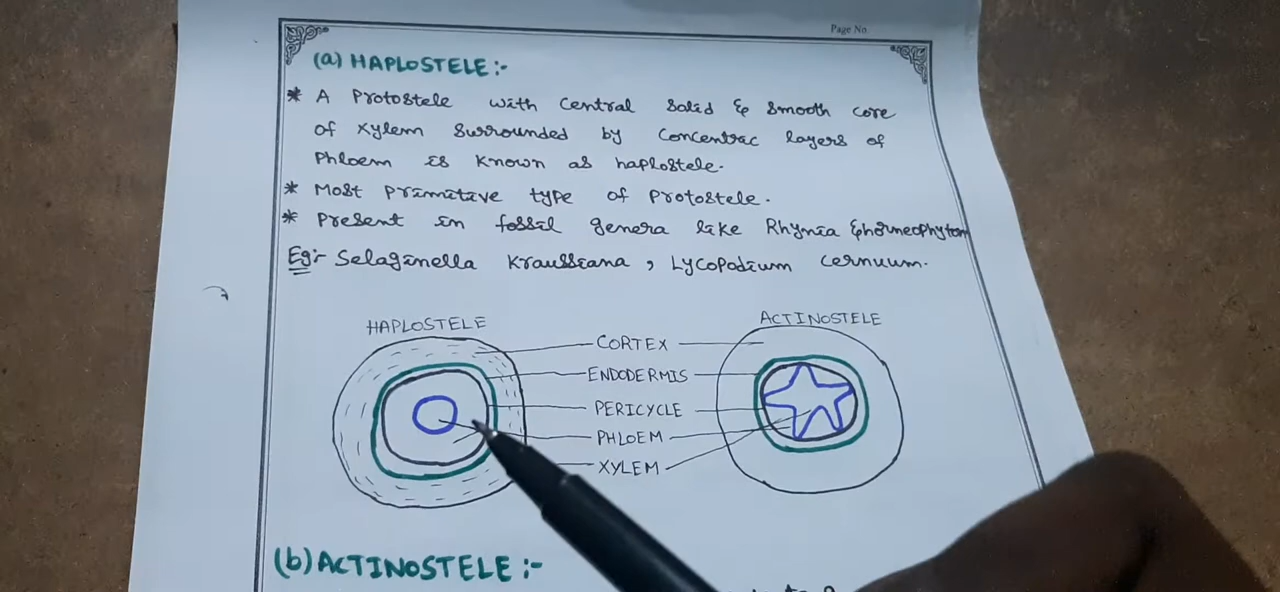 Page No
(a) HAPLOSTELE:-
* A Protostele with central solid & smooth core
of xylem surrounded by concentric layers of
Phloem is known as haplostele.
* Most primitive type of protostele.
* Present in fossil genera like Rhynia & horneophyton
Eg:- Selaginella kraussiana, Lycopodium cernuum.
HAPLOSTELE
ACTINOSTELE
CORTEX
ENDODERMIS
PERICYCLE
PHLOEM
XYLEM
(b) ACTINOSTELE:-